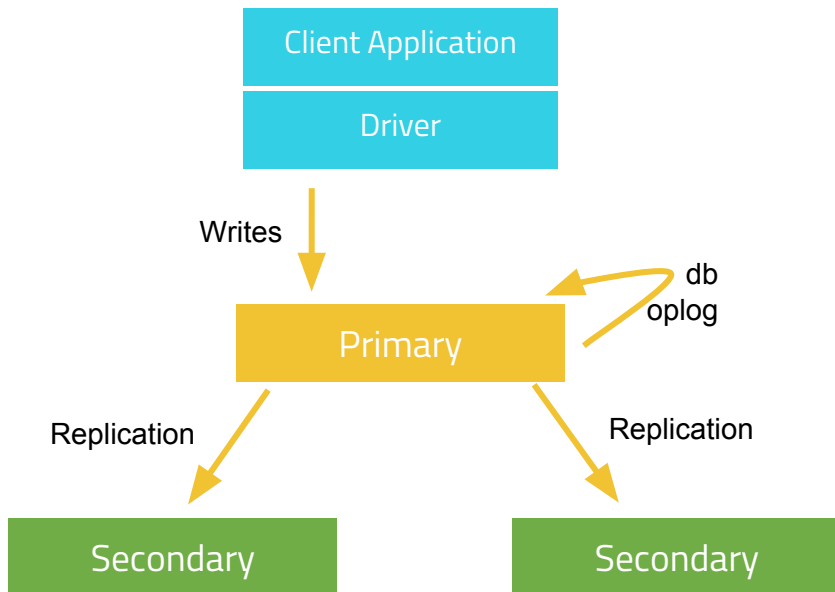 Client Application
Driver
Writes
db
oplog
Primary
Replication
Replication
Secondary
Secondary